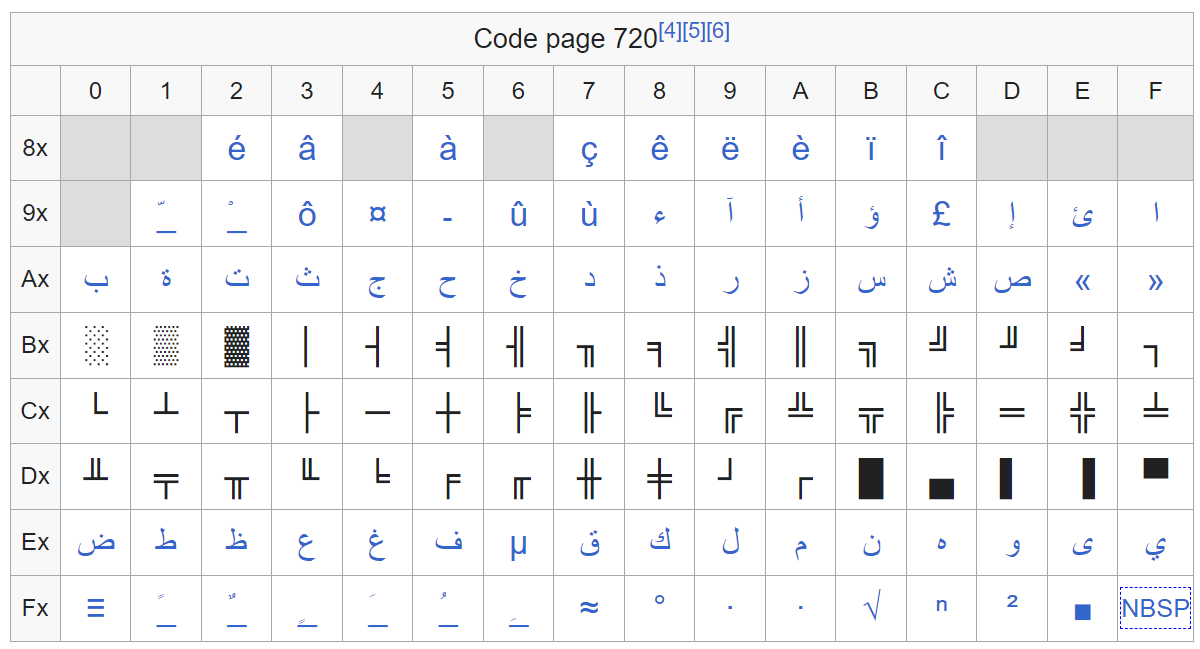 Code page 720[4][5][6]
0 1 2 3 4 5 6 7 8 9 A B C D E F
8x é â à ç ê ë è ï î
9x ـّ ـْ ô ¤ ـ û ù ء آ أ ؤ £ إ ئ ا
Ax ب ة ت ث ج ح خ د ذ ر ز س ش ص « »
Bx ░ ▒ ▓ │ ┤ ╡ ╢ ╖ ╕ ╣ ║ ╗ ╝ ╜ ╛ ┐
Cx └ ┴ ┬ ├ ─ ┼ ╞ ╟ ╚ ╔ ╩ ╦ ╠ ═ ╬ ╧
Dx ╨ ╤ ╥ ╙ ╘ ╒ ╓ ╫ ╪ ┘ ┌ █ ▄ ▌ ▐ ▀
Ex ض ط ظ ع غ ف µ ق ك ل م ن ه و ى ي
Fx ≡ ـً ـٌ ـٍ ـَ ـُ ـِ ≈ ° ∙ · √ ⁿ ² ■ NBSP